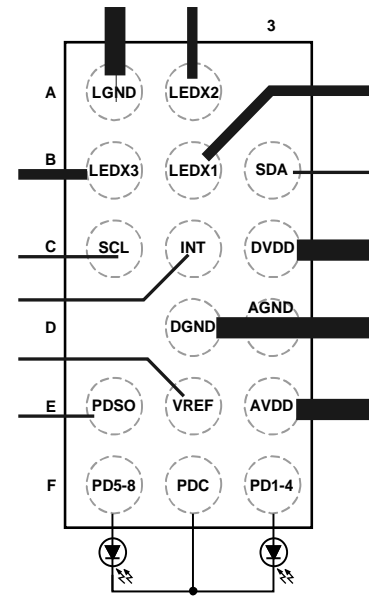 3
A LGND LEDX2
B LEDX3 LEDX1 SDA
C SCL INT DVDD
D DGND AGND
E PDSO VREF AVDD
F PD5-8 PDC PD1-4